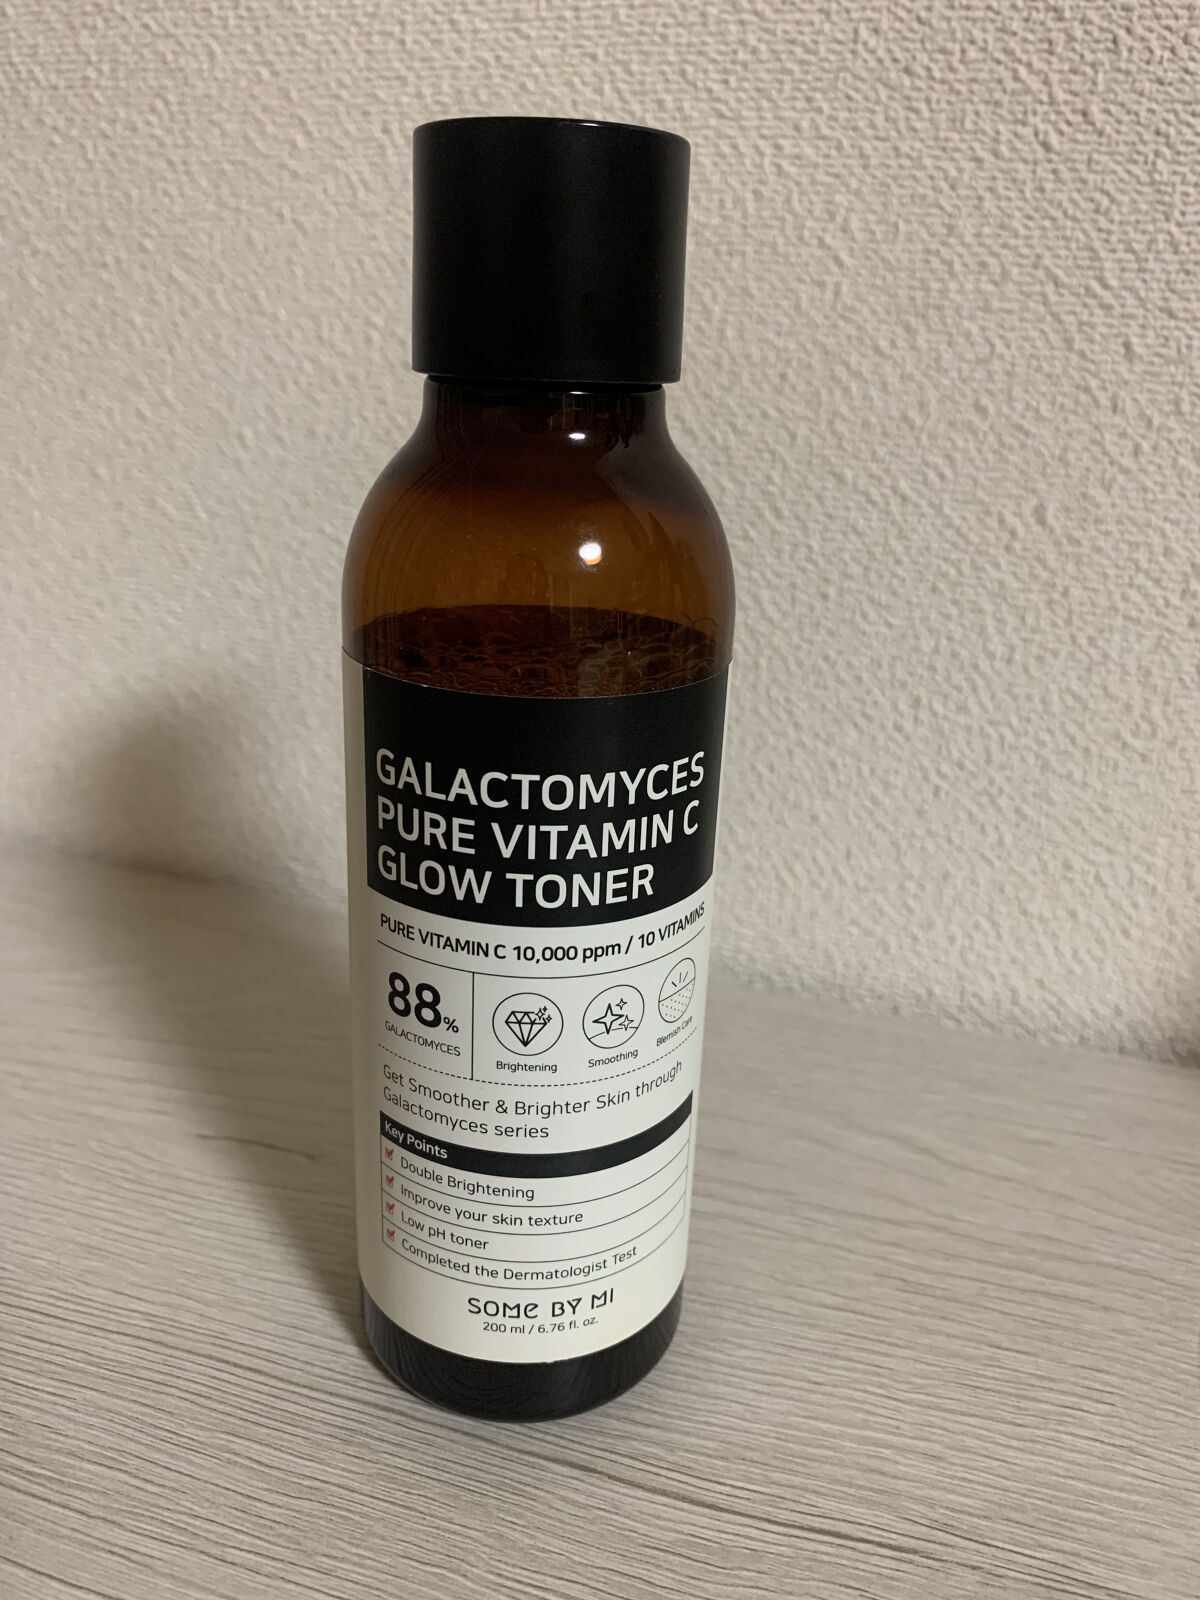 GALACTOMYCES
PURE VITAMIN C
GLOW TONER
PURE VITAMIN C 10,000 ppm / 10 VITAMINS
88%
GALACTOMYCES
Brightening
Smoothing
Blemish Care
Get Smoother & Brighter Skin through
Galactomyces series
Key Points
Double Brightening
Improve your skin texture
Low pH toner
Completed the Dermatologist Test
SOME BY MI
200 ml / 6.76 fl. oz.